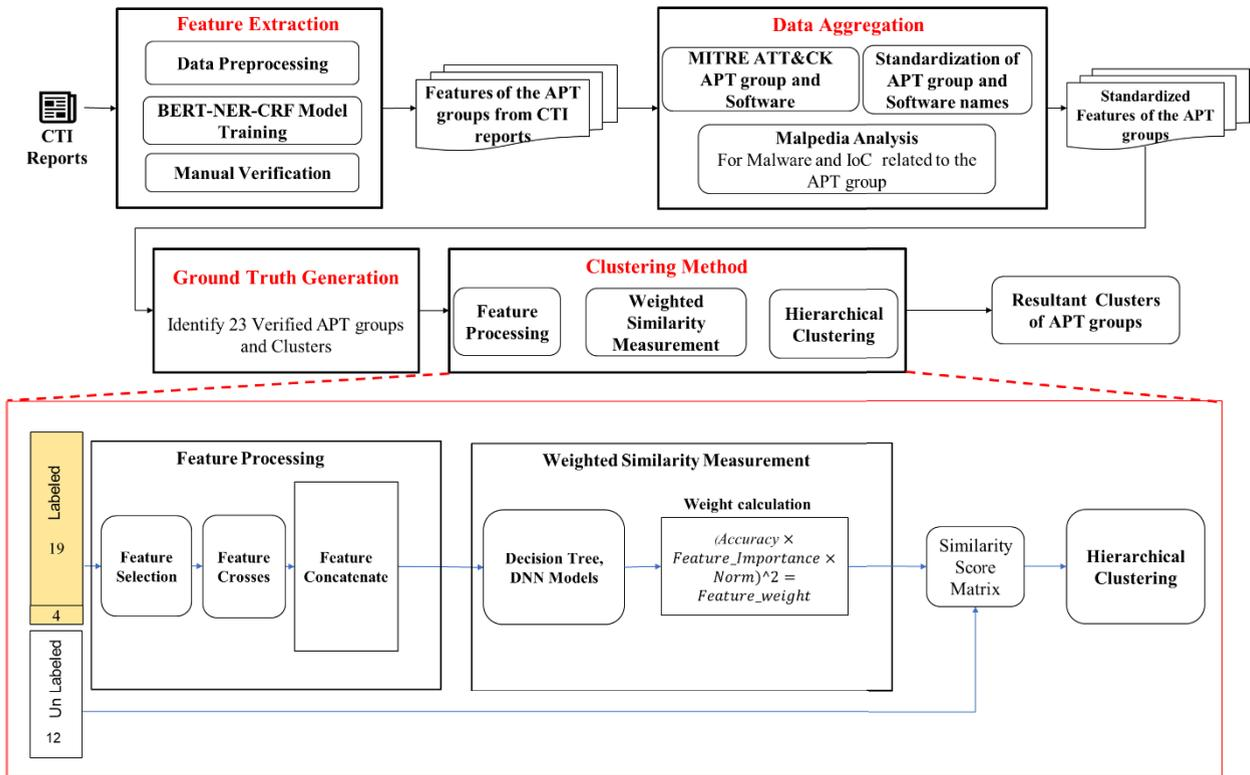 Feature Extraction
Data Preprocessing
BERT-NER-CRF Model
Training
Manual Verification
CTI
Reports
Features of the APT
groups from CTI
reports
Data Aggregation
MITRE ATT&CK
APT group and
Software
Standardization of
APT group and
Software names
Malpedia Analysis
For Malware and IoC related to the
APT group
Standardized
Features of the APT
groups
Ground Truth Generation
Identify 23 Verified APT groups
and Clusters
Clustering Method
Feature
Processing
Weighted
Similarity
Measurement
Hierarchical
Clustering
Resultant Clusters
of APT groups
Labeled
19
4
Un Labeled
12
Feature Processing
Feature
Selection
Feature
Crosses
Feature
Concatenate
Weighted Similarity Measurement
Decision Tree,
DNN Models
Weight calculation
(Accuracy ×
Feature_Importance ×
Norm)^2 =
Feature_weight
Similarity
Score
Matrix
Hierarchical
Clustering